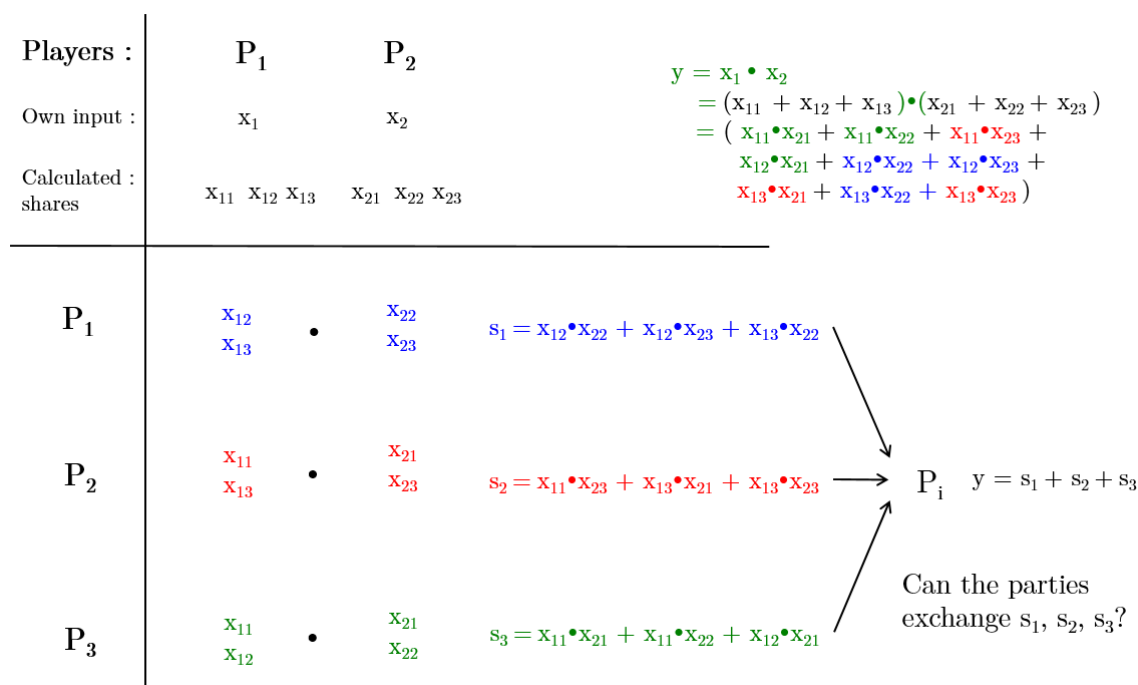 Players : P₁ P₂
Own input : x₁ x₂
Calculated : shares x₁₁ x₁₂ x₁₃ x₂₁ x₂₂ x₂₃
y = x₁ • x₂
= (x₁₁ + x₁₂ + x₁₃)•(x₂₁ + x₂₂ + x₂₃)
= ( x₁₁•x₂₁ + x₁₁•x₂₂ + x₁₁•x₂₃ +
x₁₂•x₂₁ + x₁₂•x₂₂ + x₁₂•x₂₃ +
x₁₃•x₂₁ + x₁₃•x₂₂ + x₁₃•x₂₃ )
P₁
x₁₂
x₁₃
•
x₂₂
x₂₃
s₁ = x₁₂•x₂₂ + x₁₂•x₂₃ + x₁₃•x₂₂
P₂
x₁₁
x₁₃
•
x₂₁
x₂₃
s₂ = x₁₁•x₂₃ + x₁₃•x₂₁ + x₁₃•x₂₃
Pᵢ y = s₁ + s₂ + s₃
P₃
x₁₁
x₁₂
•
x₂₁
x₂₂
s₃ = x₁₁•x₂₁ + x₁₁•x₂₂ + x₁₂•x₂₁
Can the parties
exchange s₁, s₂, s₃?